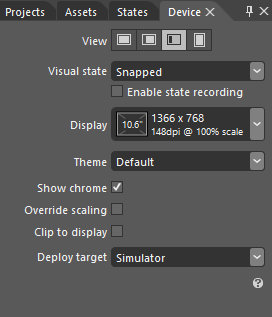 Projects Assets States Device
View
Visual state Snapped
Enable state recording
Display 10.6" 1366 x 768
148dpi @ 100% scale
Theme Default
Show chrome
Override scaling
Clip to display
Deploy target Simulator